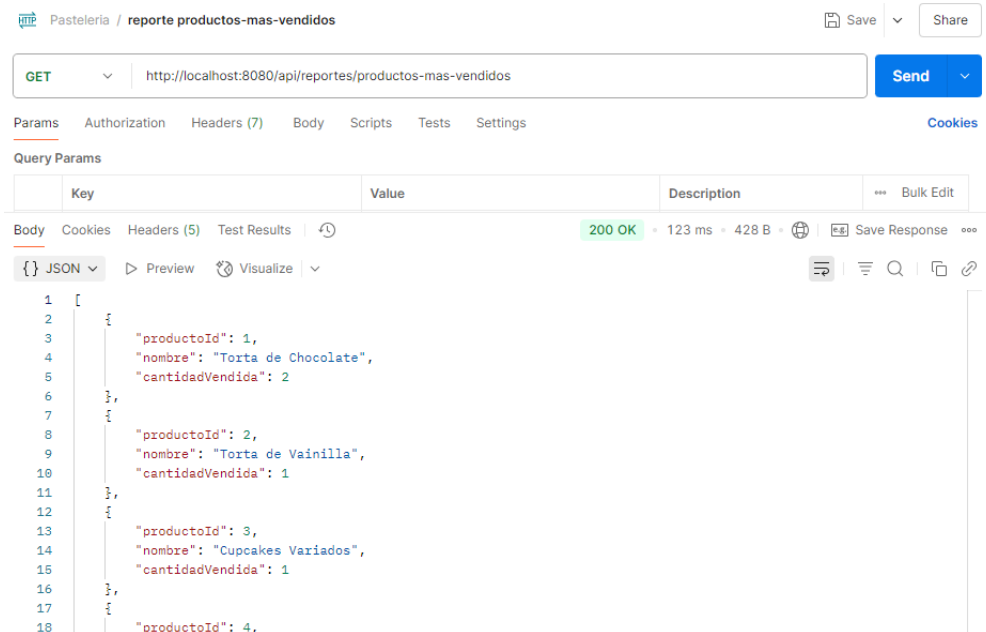 HTTP Pasteleria / reporte productos-mas-vendidos Save Share
GET http://localhost:8080/api/reportes/productos-mas-vendidos Send
Params Authorization Headers (7) Body Scripts Tests Settings Cookies
Query Params
Key Value Description ••• Bulk Edit
Body Cookies Headers (5) Test Results 200 OK • 123 ms • 428 B • e.g. Save Response
{} JSON Preview Visualize
1 [
2 {
3 "productoId": 1,
4 "nombre": "Torta de Chocolate",
5 "cantidadVendida": 2
6 },
7 {
8 "productoId": 2,
9 "nombre": "Torta de Vainilla",
10 "cantidadVendida": 1
11 },
12 {
13 "productoId": 3,
14 "nombre": "Cupcakes Variados",
15 "cantidadVendida": 1
16 },
17 {
18 "productoId": 4,